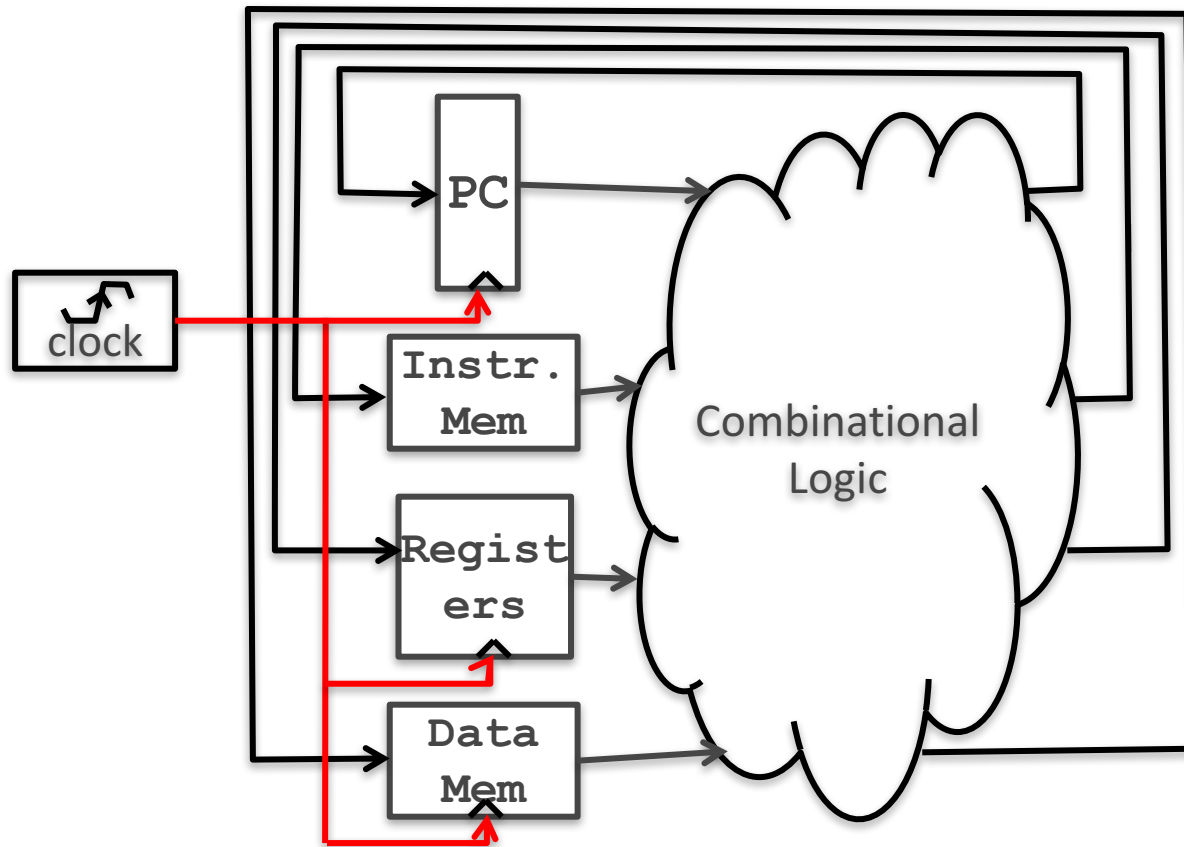 PC
clock
Instr.
Mem
Combinational
Logic
Regist
ers
Data
Mem